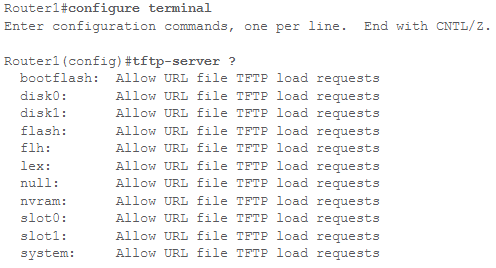 Router1#configure terminal
Enter configuration commands, one per line.  End with CNTL/Z.
Router1(config)#tftp-server ?
bootflash:  Allow URL file TFTP load requests
disk0:      Allow URL file TFTP load requests
disk1:      Allow URL file TFTP load requests
flash:      Allow URL file TFTP load requests
flh:        Allow URL file TFTP load requests
lex:        Allow URL file TFTP load requests
null:       Allow URL file TFTP load requests
nvram:      Allow URL file TFTP load requests
slot0:      Allow URL file TFTP load requests
slot1:      Allow URL file TFTP load requests
system:     Allow URL file TFTP load requests